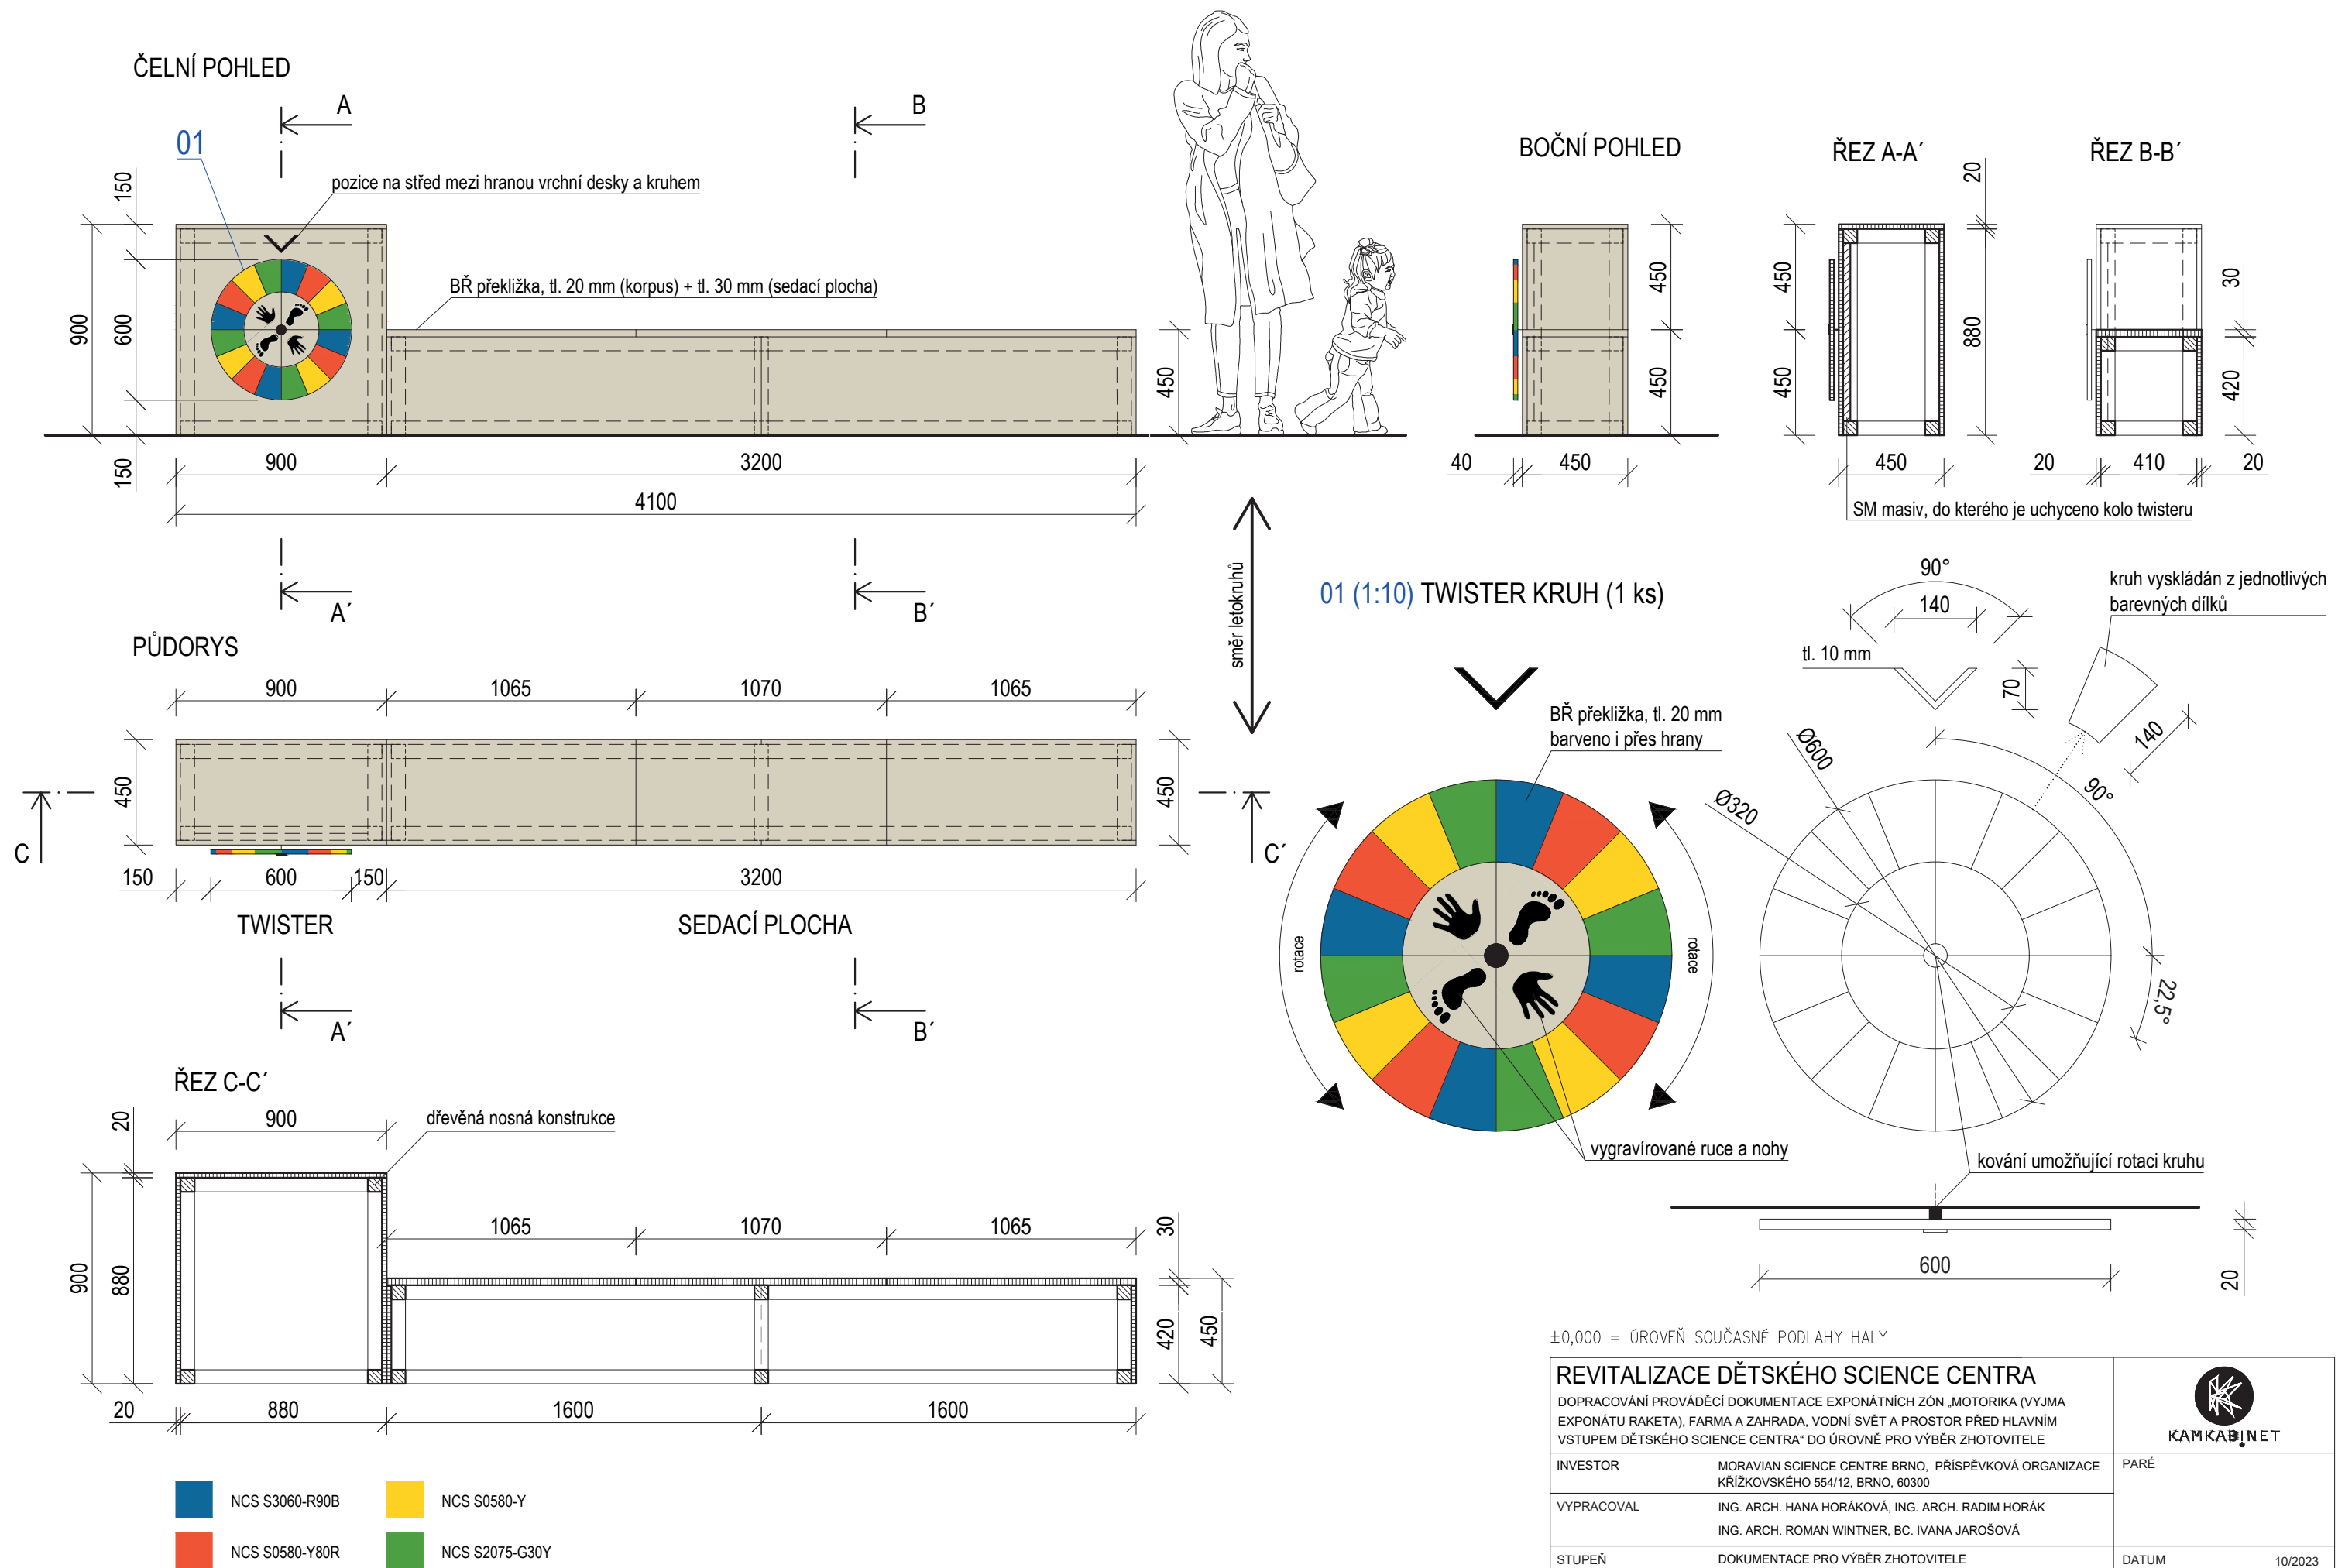 ČELNÍ POHLED
A
B
01
pozice na střed mezi hranou vrchní desky a kruhem
150
900
600
150
BŘ překližka, tl. 20 mm (korpus) + tl. 30 mm (sedací plocha)
450
900
3200
4100
A´
B´
BOČNÍ POHLED
450
450
40
450
ŘEZ A-A´
20
450
450
880
450
SM masiv, do kterého je uchyceno kolo twisteru
ŘEZ B-B´
30
420
20
410
20
PŮDORYS
900
1065
1070
1065
450
450
C
C´
150
600
150
3200
TWISTER
SEDACÍ PLOCHA
A´
B´
směr letokruhů
01 (1:10) TWISTER KRUH (1 ks)
BŘ překližka, tl. 20 mm
barveno i přes hrany
rotace
rotace
vygravírované ruce a nohy
90°
140
tl. 10 mm
70
kruh vyskládán z jednotlivých
barevných dílků
140
Ø600
Ø320
90°
22,5°
kování umožňující rotaci kruhu
600
20
ŘEZ C-C´
20
900
dřevěná nosná konstrukce
900
880
1065
1070
1065
30
420
450
20
880
1600
1600
NCS S3060-R90B
NCS S0580-Y
NCS S0580-Y80R
NCS S2075-G30Y
±0,000 = ÚROVEŇ SOUČASNÉ PODLAHY HALY
REVITALIZACE DĚTSKÉHO SCIENCE CENTRA
DOPRACOVÁNÍ PROVÁDĚCÍ DOKUMENTACE EXPONÁTNÍCH ZÓN „MOTORIKA (VYJMA
EXPONÁTU RAKETA), FARMA A ZAHRADA, VODNÍ SVĚT A PROSTOR PŘED HLAVNÍM
VSTUPEM DĚTSKÉHO SCIENCE CENTRA“ DO ÚROVNĚ PRO VÝBĚR ZHOTOVITELE
KAMKABINET
INVESTOR
MORAVIAN SCIENCE CENTRE BRNO, PŘÍSPĚVKOVÁ ORGANIZACE
KŘÍŽKOVSKÉHO 554/12, BRNO, 60300
PARÉ
VYPRACOVAL
ING. ARCH. HANA HORÁKOVÁ, ING. ARCH. RADIM HORÁK
ING. ARCH. ROMAN WINTNER, BC. IVANA JAROŠOVÁ
STUPEŇ
DOKUMENTACE PRO VÝBĚR ZHOTOVITELE
DATUM
10/2023